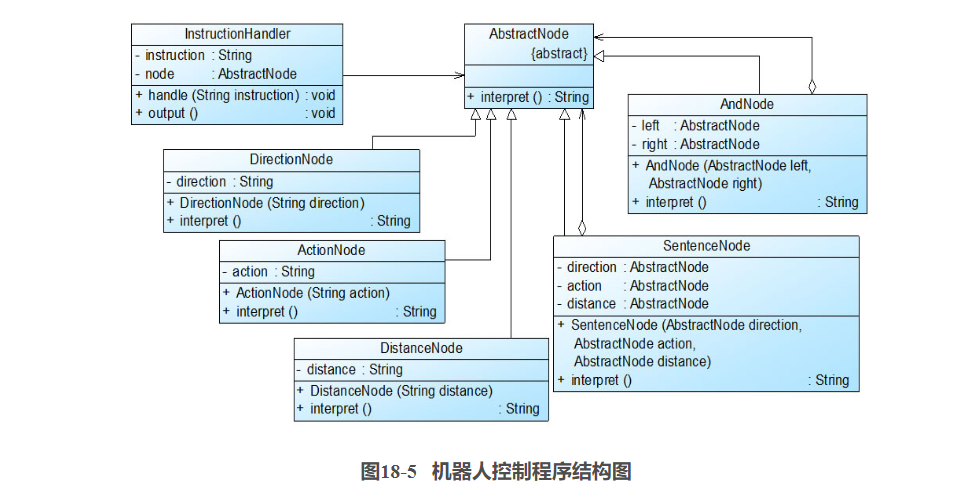 InstructionHandler
- instruction : String
- node : AbstractNode
+ handle (String instruction) : void
+ output () : void
AbstractNode
{abstract}
+ interpret () : String
AndNode
- left : AbstractNode
- right : AbstractNode
+ AndNode (AbstractNode left,
AbstractNode right)
+ interpret () : String
DirectionNode
- direction : String
+ DirectionNode (String direction)
+ interpret () : String
ActionNode
- action : String
+ ActionNode (String action)
+ interpret () : String
SentenceNode
- direction : AbstractNode
- action : AbstractNode
- distance : AbstractNode
+ SentenceNode (AbstractNode direction,
AbstractNode action,
AbstractNode distance)
+ interpret () : String
DistanceNode
- distance : String
+ DistanceNode (String distance)
+ interpret () : String
图18-5 机器人控制程序结构图